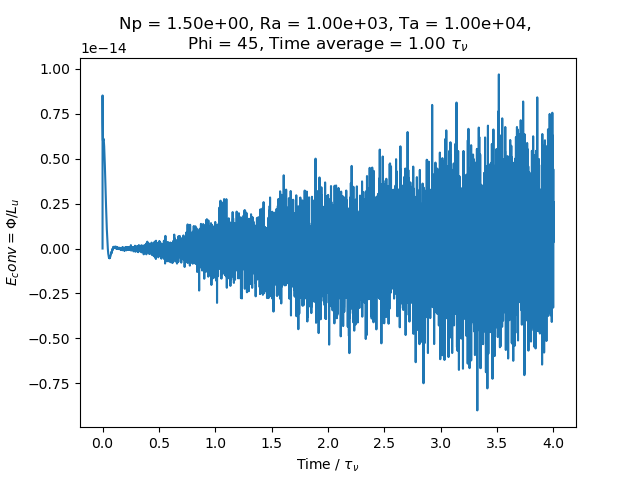 Np = 1.50e+00, Ra = 1.00e+03, Ta = 1.00e+04,
Phi = 45, Time average = 1.00 τ_ν
1e−14
1.00
0.75
0.50
0.25
0.00
−0.25
−0.50
−0.75
E_conv = Φ/L_u
0.0 0.5 1.0 1.5 2.0 2.5 3.0 3.5 4.0
Time / τ_ν